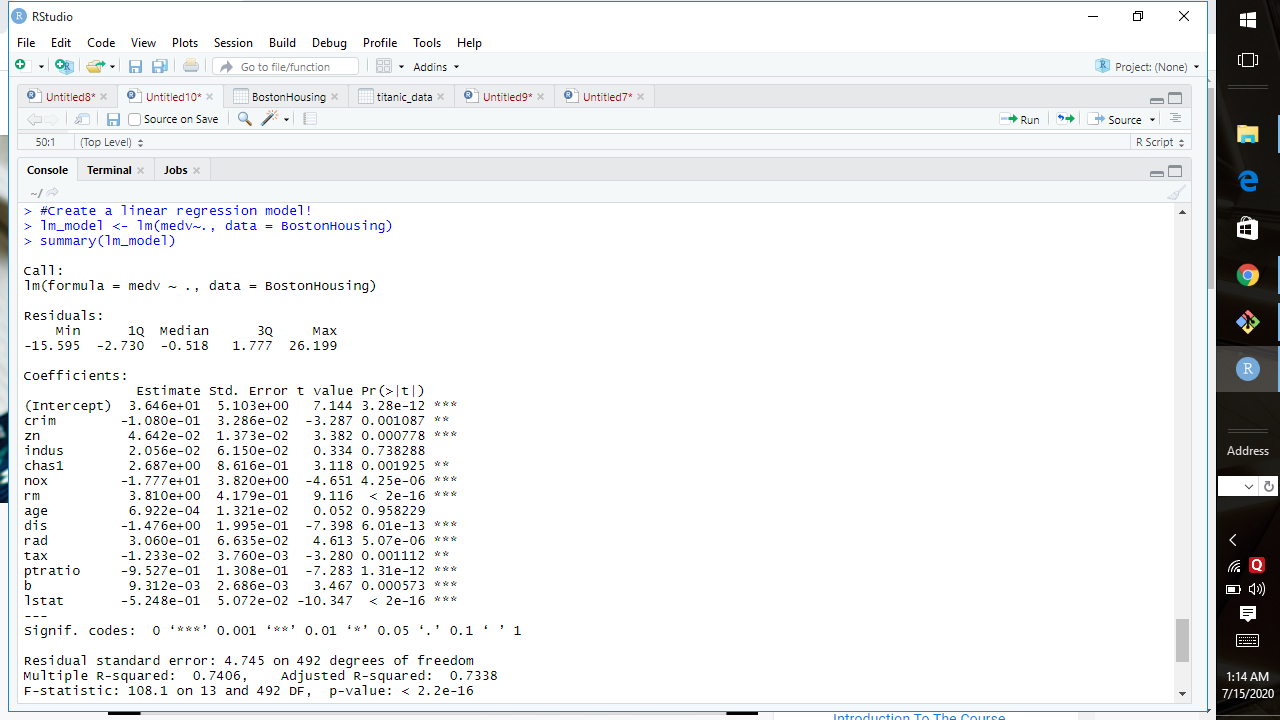 RStudio
File Edit Code View Plots Session Build Debug Profile Tools Help
Go to file/function Addins Project: (None)
Untitled8* Untitled10* BostonHousing titanic_data Untitled9* Untitled7*
Source on Save Run Source
50:1 (Top Level) R Script
Console Terminal Jobs
~/
> #Create a linear regression model!
> lm_model <- lm(medv~., data = BostonHousing)
> summary(lm_model)
Call:
lm(formula = medv ~ ., data = BostonHousing)
Residuals:
Min 1Q Median 3Q Max
-15.595 -2.730 -0.518 1.777 26.199
Coefficients:
Estimate Std. Error t value Pr(>|t|)
(Intercept) 3.646e+01 5.103e+00 7.144 3.28e-12 ***
crim -1.080e-01 3.286e-02 -3.287 0.001087 **
zn 4.642e-02 1.373e-02 3.382 0.000778 ***
indus 2.056e-02 6.150e-02 0.334 0.738288
chas1 2.687e+00 8.616e-01 3.118 0.001925 **
nox -1.777e+01 3.820e+00 -4.651 4.25e-06 ***
rm 3.810e+00 4.179e-01 9.116 < 2e-16 ***
age 6.922e-04 1.321e-02 0.052 0.958229
dis -1.476e+00 1.995e-01 -7.398 6.01e-13 ***
rad 3.060e-01 6.635e-02 4.613 5.07e-06 ***
tax -1.233e-02 3.760e-03 -3.280 0.001112 **
ptratio -9.527e-01 1.308e-01 -7.283 1.31e-12 ***
b 9.312e-03 2.686e-03 3.467 0.000573 ***
lstat -5.248e-01 5.072e-02 -10.347 < 2e-16 ***
---
Signif. codes: 0 ‘***’ 0.001 ‘**’ 0.01 ‘*’ 0.05 ‘.’ 0.1 ‘ ’ 1
Residual standard error: 4.745 on 492 degrees of freedom
Multiple R-squared: 0.7406, Adjusted R-squared: 0.7338
F-statistic: 108.1 on 13 and 492 DF, p-value: < 2.2e-16
Introduction To The Course
Address
1:14 AM
7/15/2020